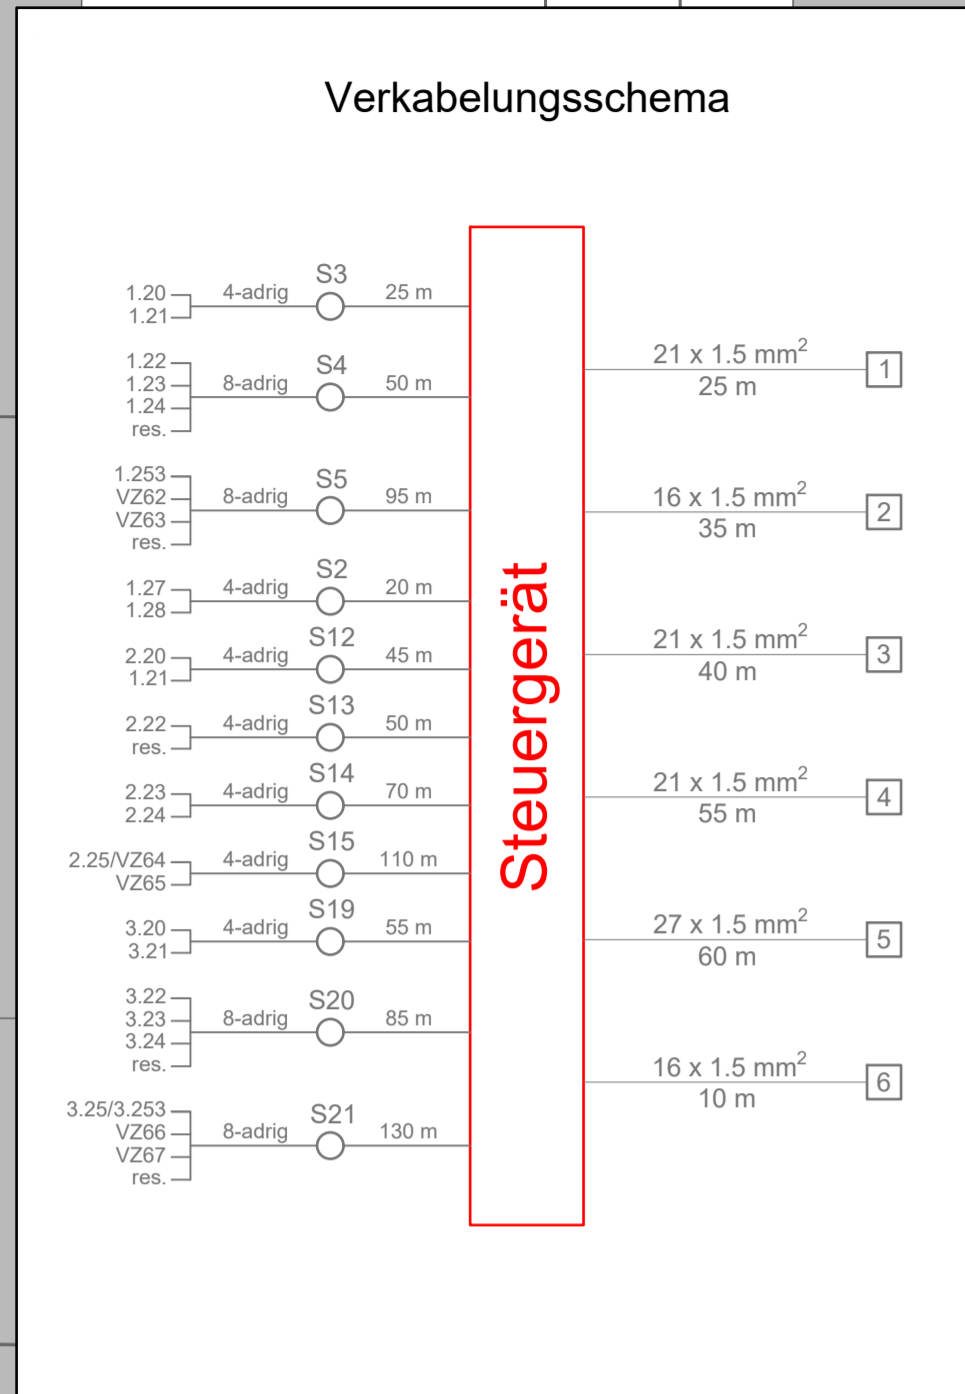 Verkabelungsschema
1.20
1.21
4-adrig
S3
25 m
1.22
1.23
1.24
res.
8-adrig
S4
50 m
1.253
VZ62
VZ63
res.
8-adrig
S5
95 m
1.27
1.28
4-adrig
S2
20 m
2.20
1.21
4-adrig
S12
45 m
2.22
res.
4-adrig
S13
50 m
2.23
2.24
4-adrig
S14
70 m
2.25/VZ64
VZ65
4-adrig
S15
110 m
3.20
3.21
4-adrig
S19
55 m
3.22
3.23
3.24
res.
8-adrig
S20
85 m
3.25/3.253
VZ66
VZ67
res.
8-adrig
S21
130 m
Steuergerät
21 x 1.5 mm²
25 m
1
16 x 1.5 mm²
35 m
2
21 x 1.5 mm²
40 m
3
21 x 1.5 mm²
55 m
4
27 x 1.5 mm²
60 m
5
16 x 1.5 mm²
10 m
6